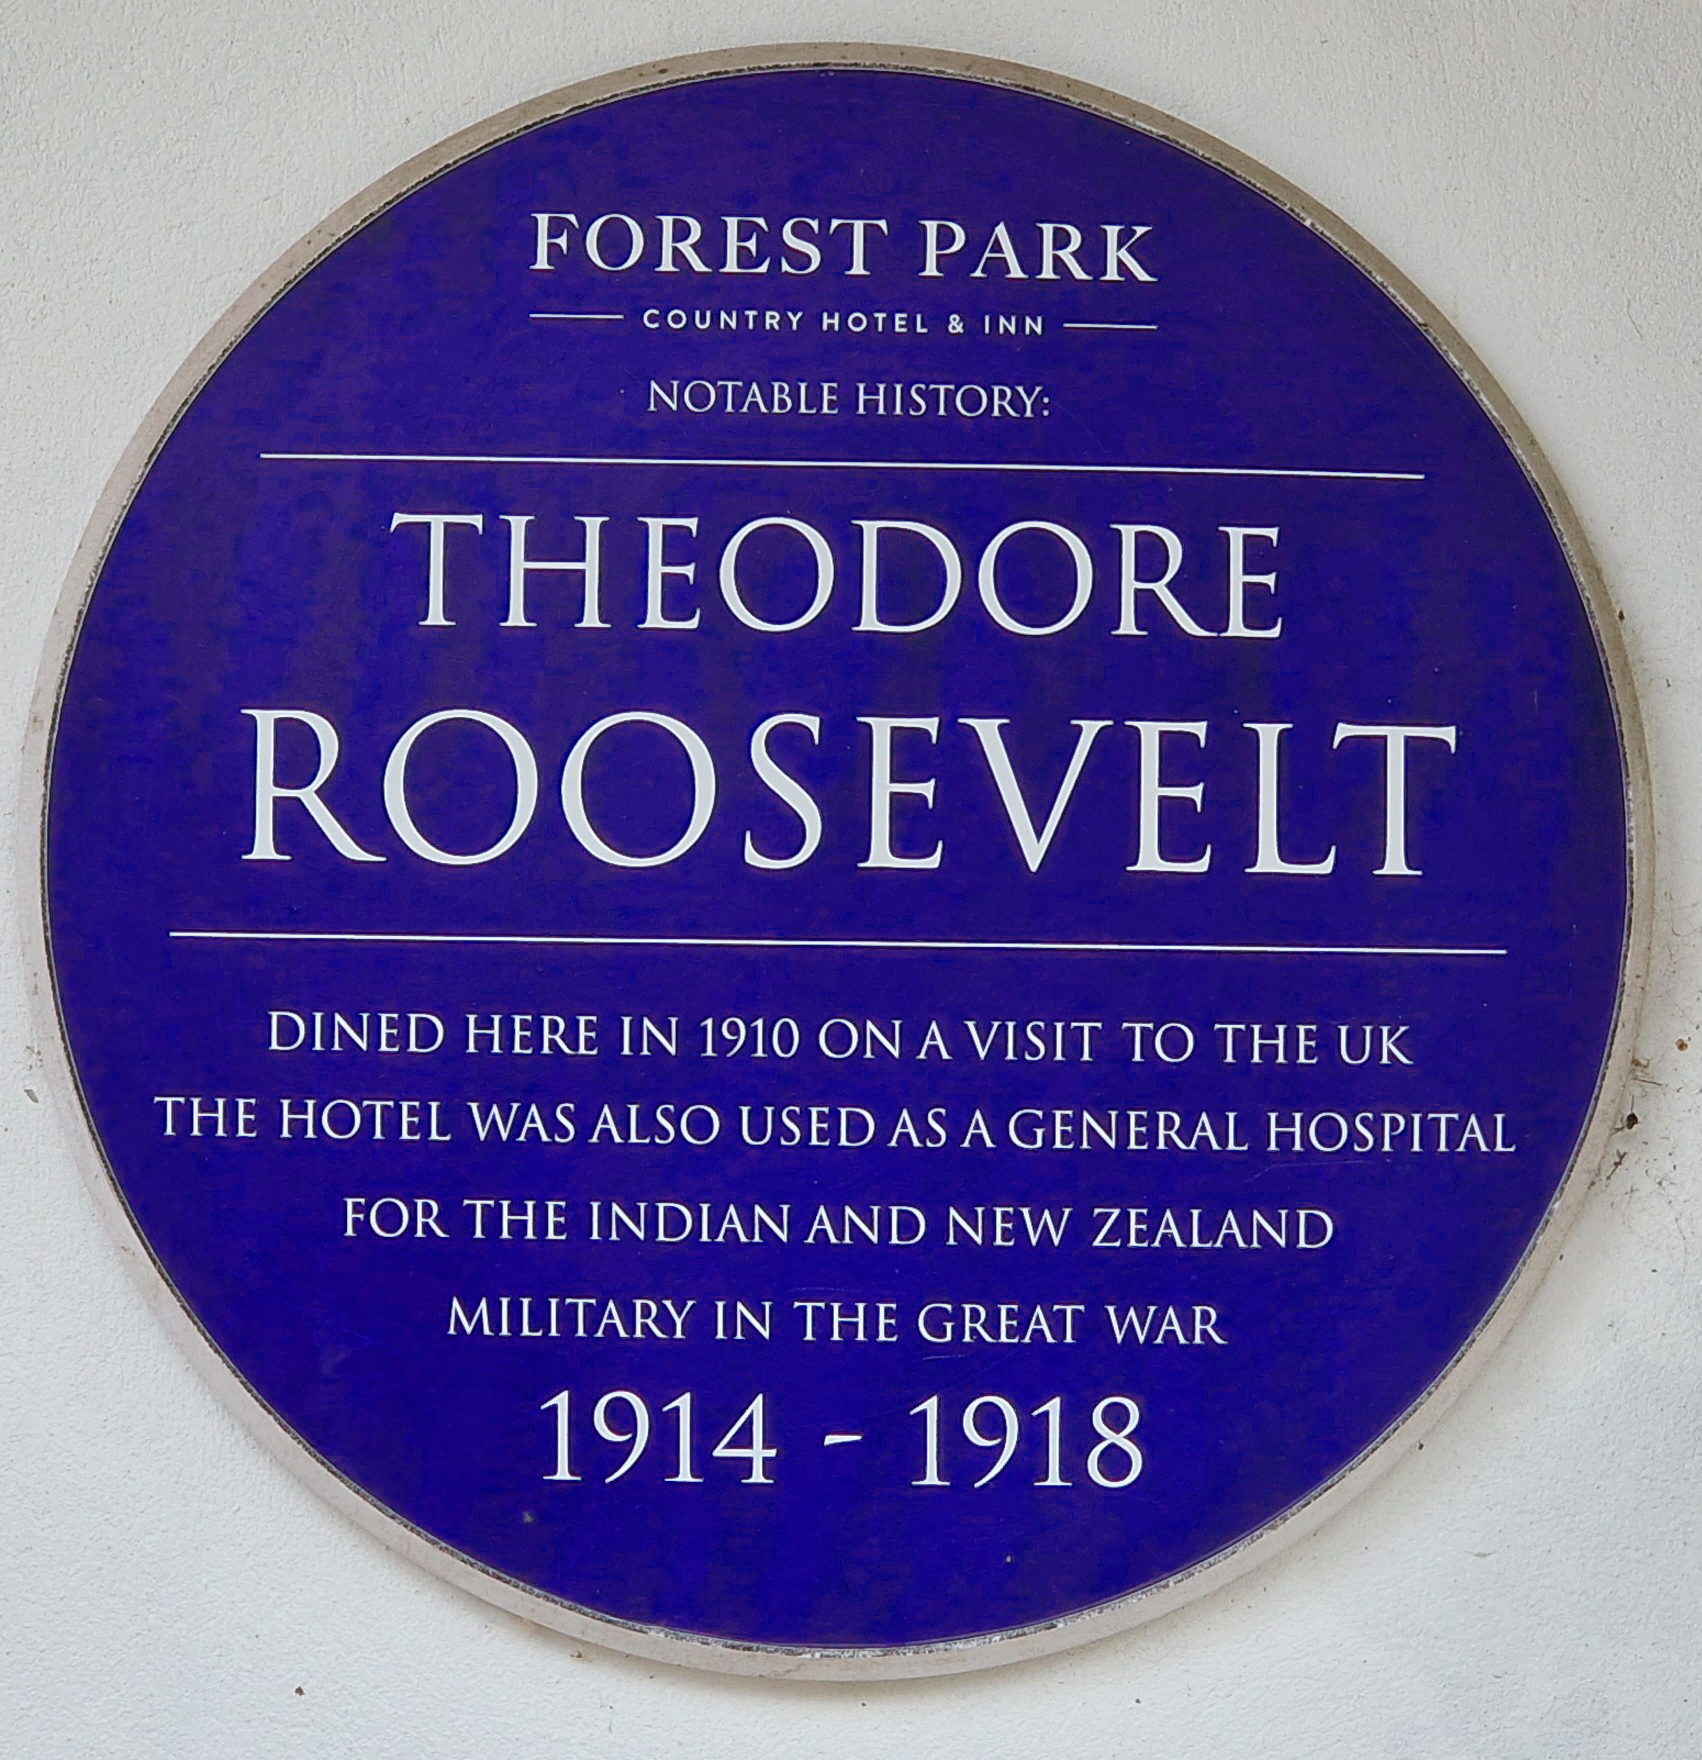 FOREST PARK
COUNTRY HOTEL & INN
NOTABLE HISTORY:
THEODORE
ROOSEVELT
DINED HERE IN 1910 ON A VISIT TO THE UK
THE HOTEL WAS ALSO USED AS A GENERAL HOSPITAL
FOR THE INDIAN AND NEW ZEALAND
MILITARY IN THE GREAT WAR
1914 - 1918